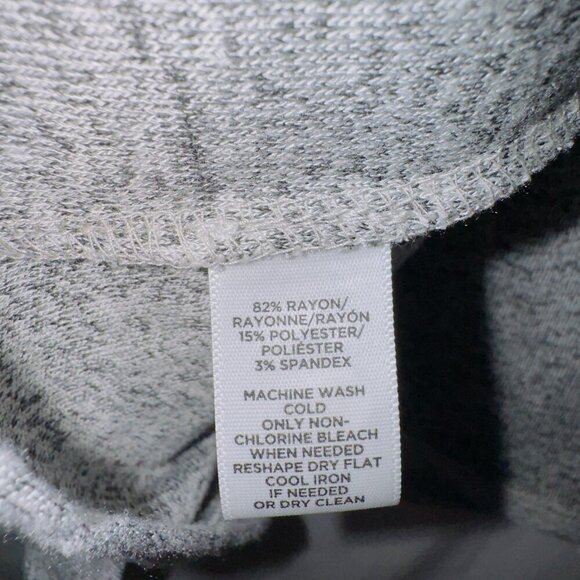 82% RAYON/
RAYONNE/RAYÓN
15% POLYESTER/
POLIÉSTER
3% SPANDEX
MACHINE WASH
COLD
ONLY NON-
CHLORINE BLEACH
WHEN NEEDED
RESHAPE DRY FLAT
COOL IRON
IF NEEDED
OR DRY CLEAN